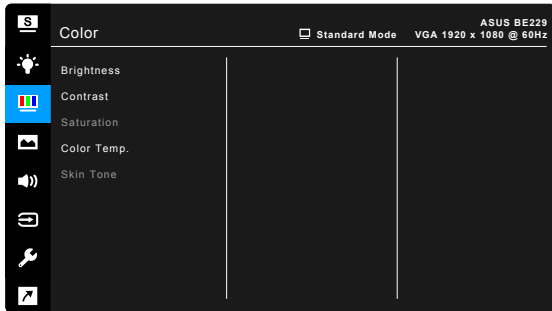 S
ASUS BE229
Color
Standard Mode
VGA 1920 x 1080 @ 60Hz
Brightness
Contrast
Saturation
Color Temp.
Skin Tone